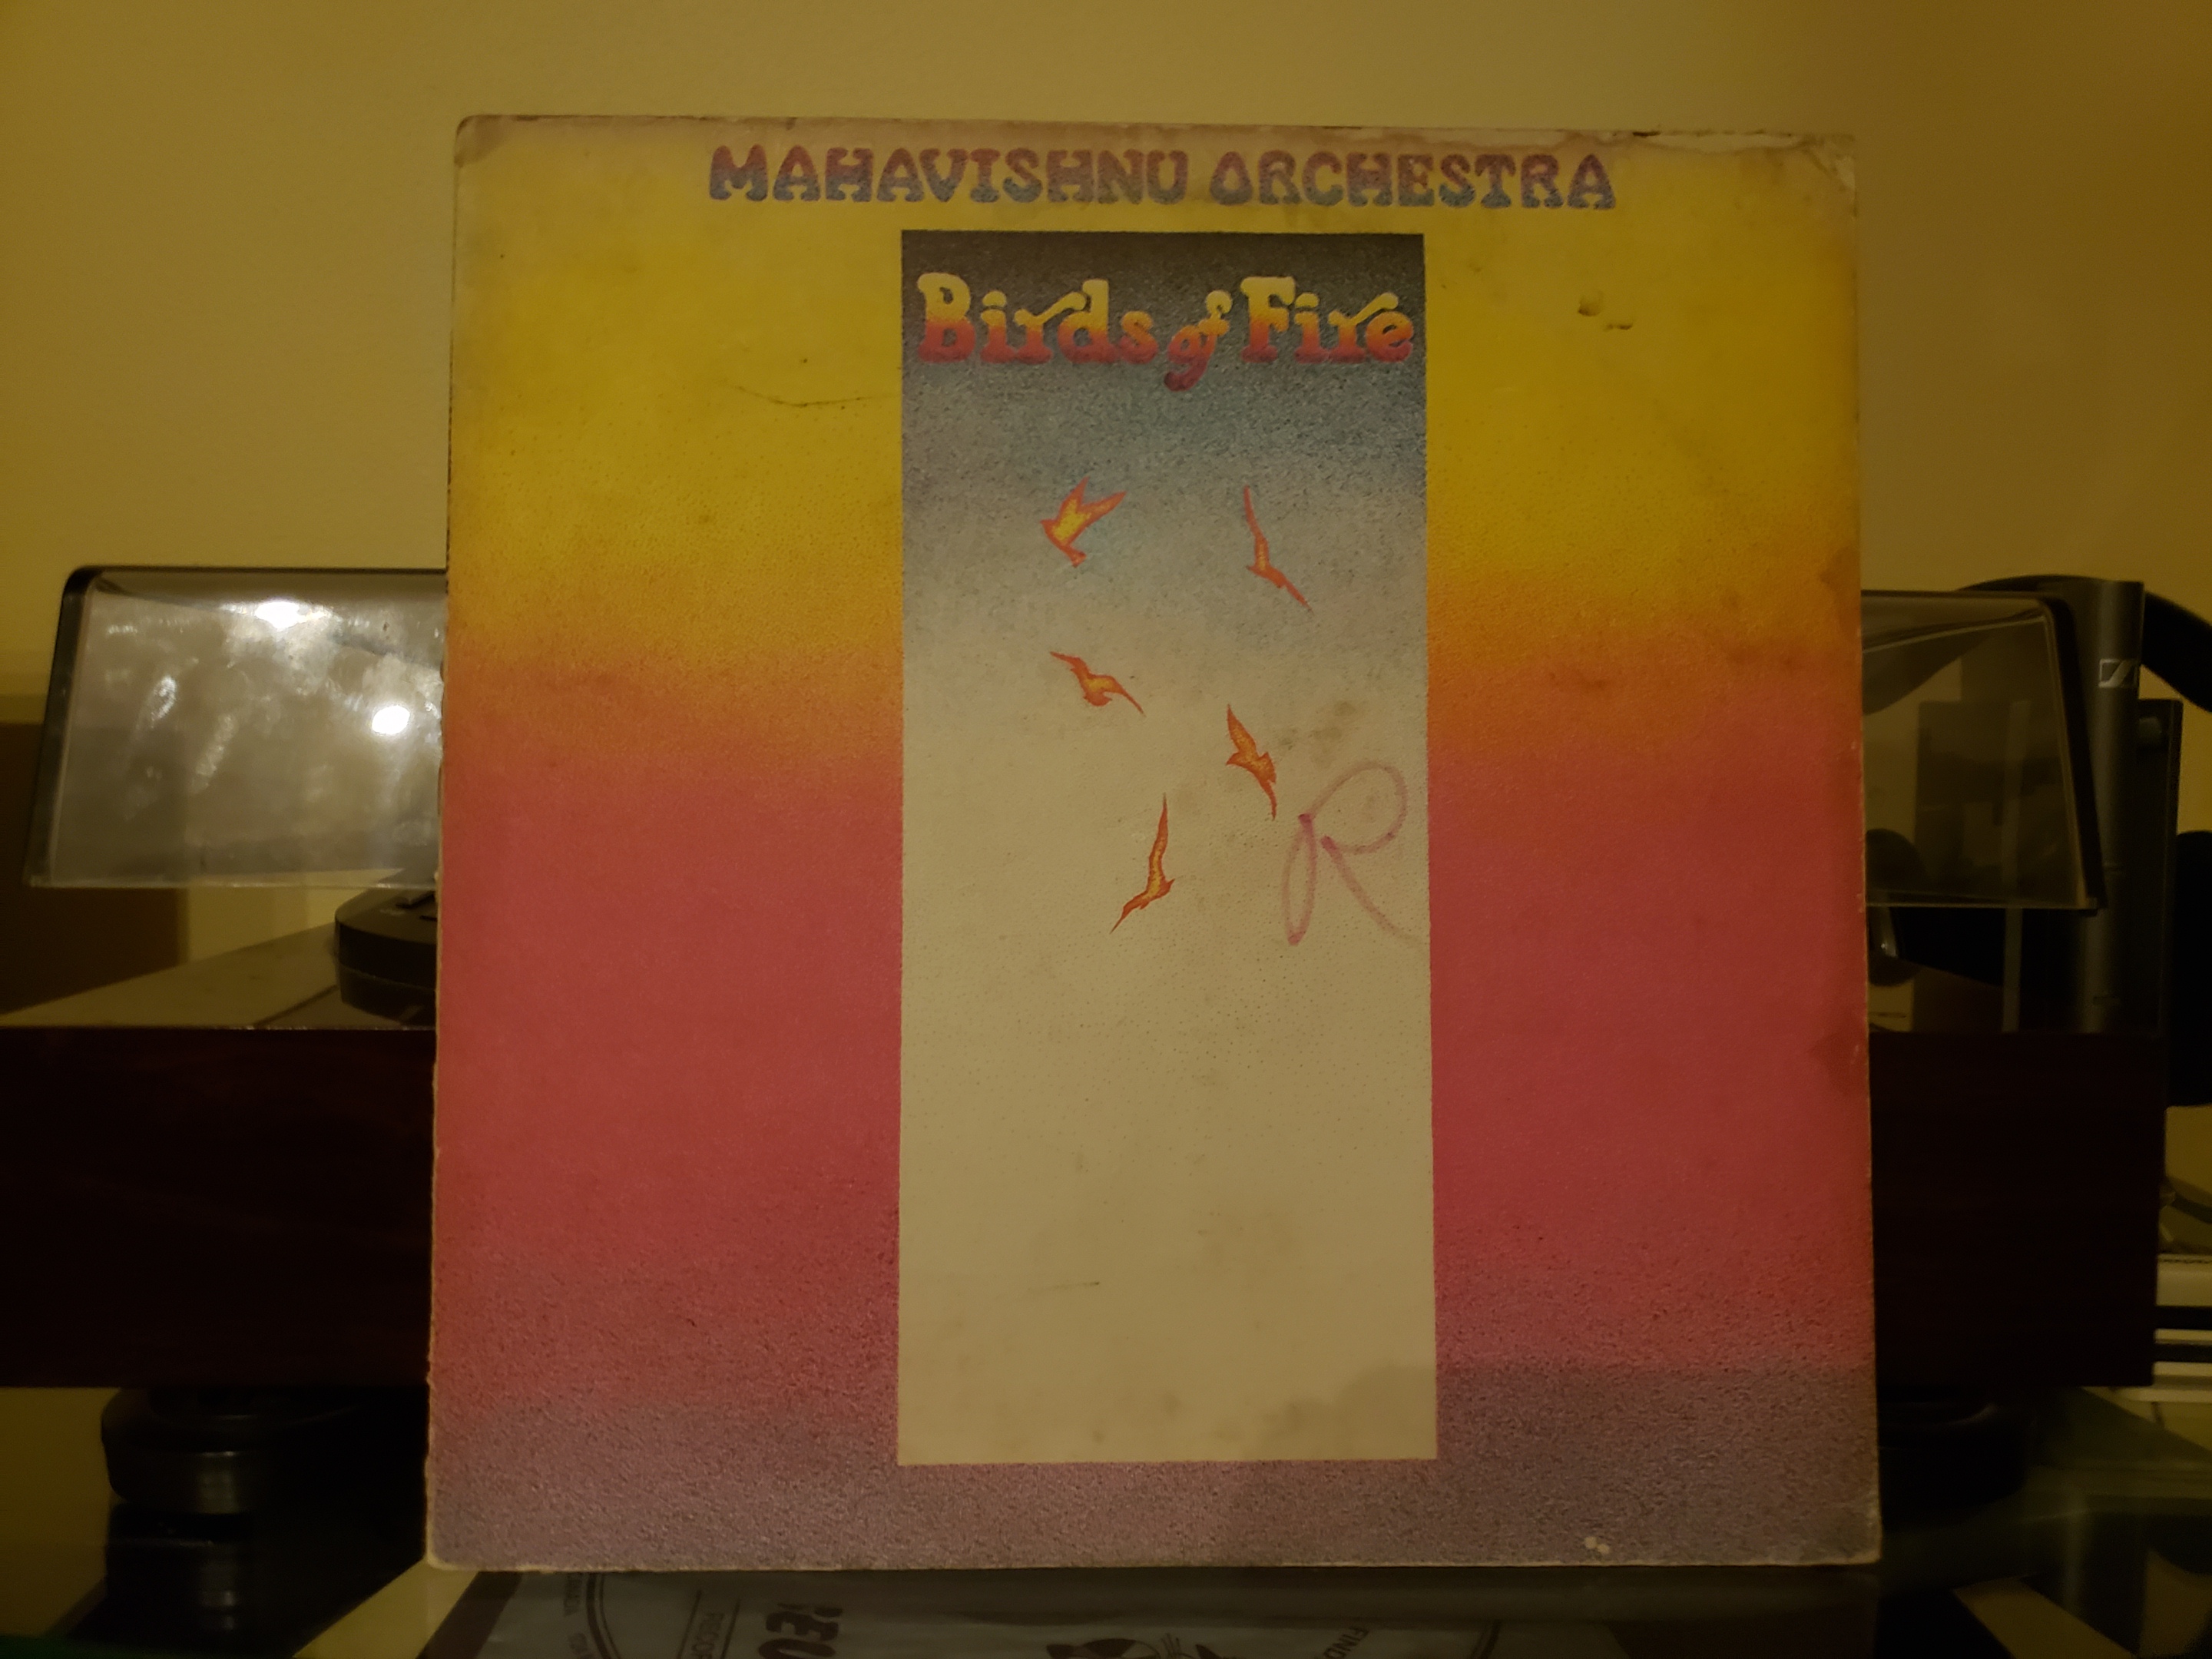 MAHAVISHNU ORCHESTRA
Birds of Fire
R